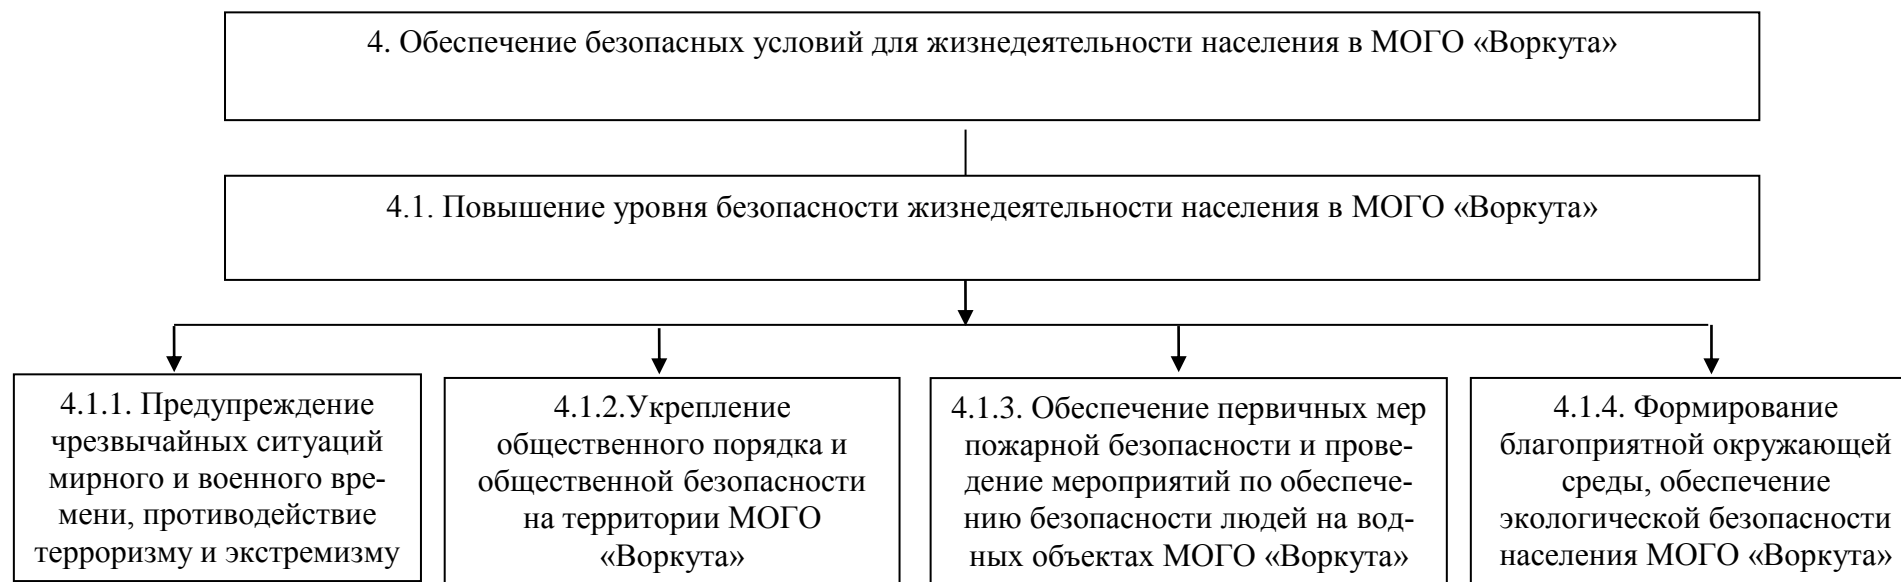 4. Обеспечение безопасных условий для жизнедеятельности населения в МОГО «Воркута»
4.1. Повышение уровня безопасности жизнедеятельности населения в МОГО «Воркута»
4.1.1. Предупреждение
чрезвычайных ситуаций
мирного и военного вре-
мени, противодействие
терроризму и экстремизму
4.1.2.Укрепление
общественного порядка и
общественной безопасности
на территории МОГО
«Воркута»
4.1.3. Обеспечение первичных мер
пожарной безопасности и прове-
дение мероприятий по обеспече-
нию безопасности людей на вод-
ных объектах МОГО «Воркута»
4.1.4. Формирование
благоприятной окружающей
среды, обеспечение
экологической безопасности
населения МОГО «Воркута»